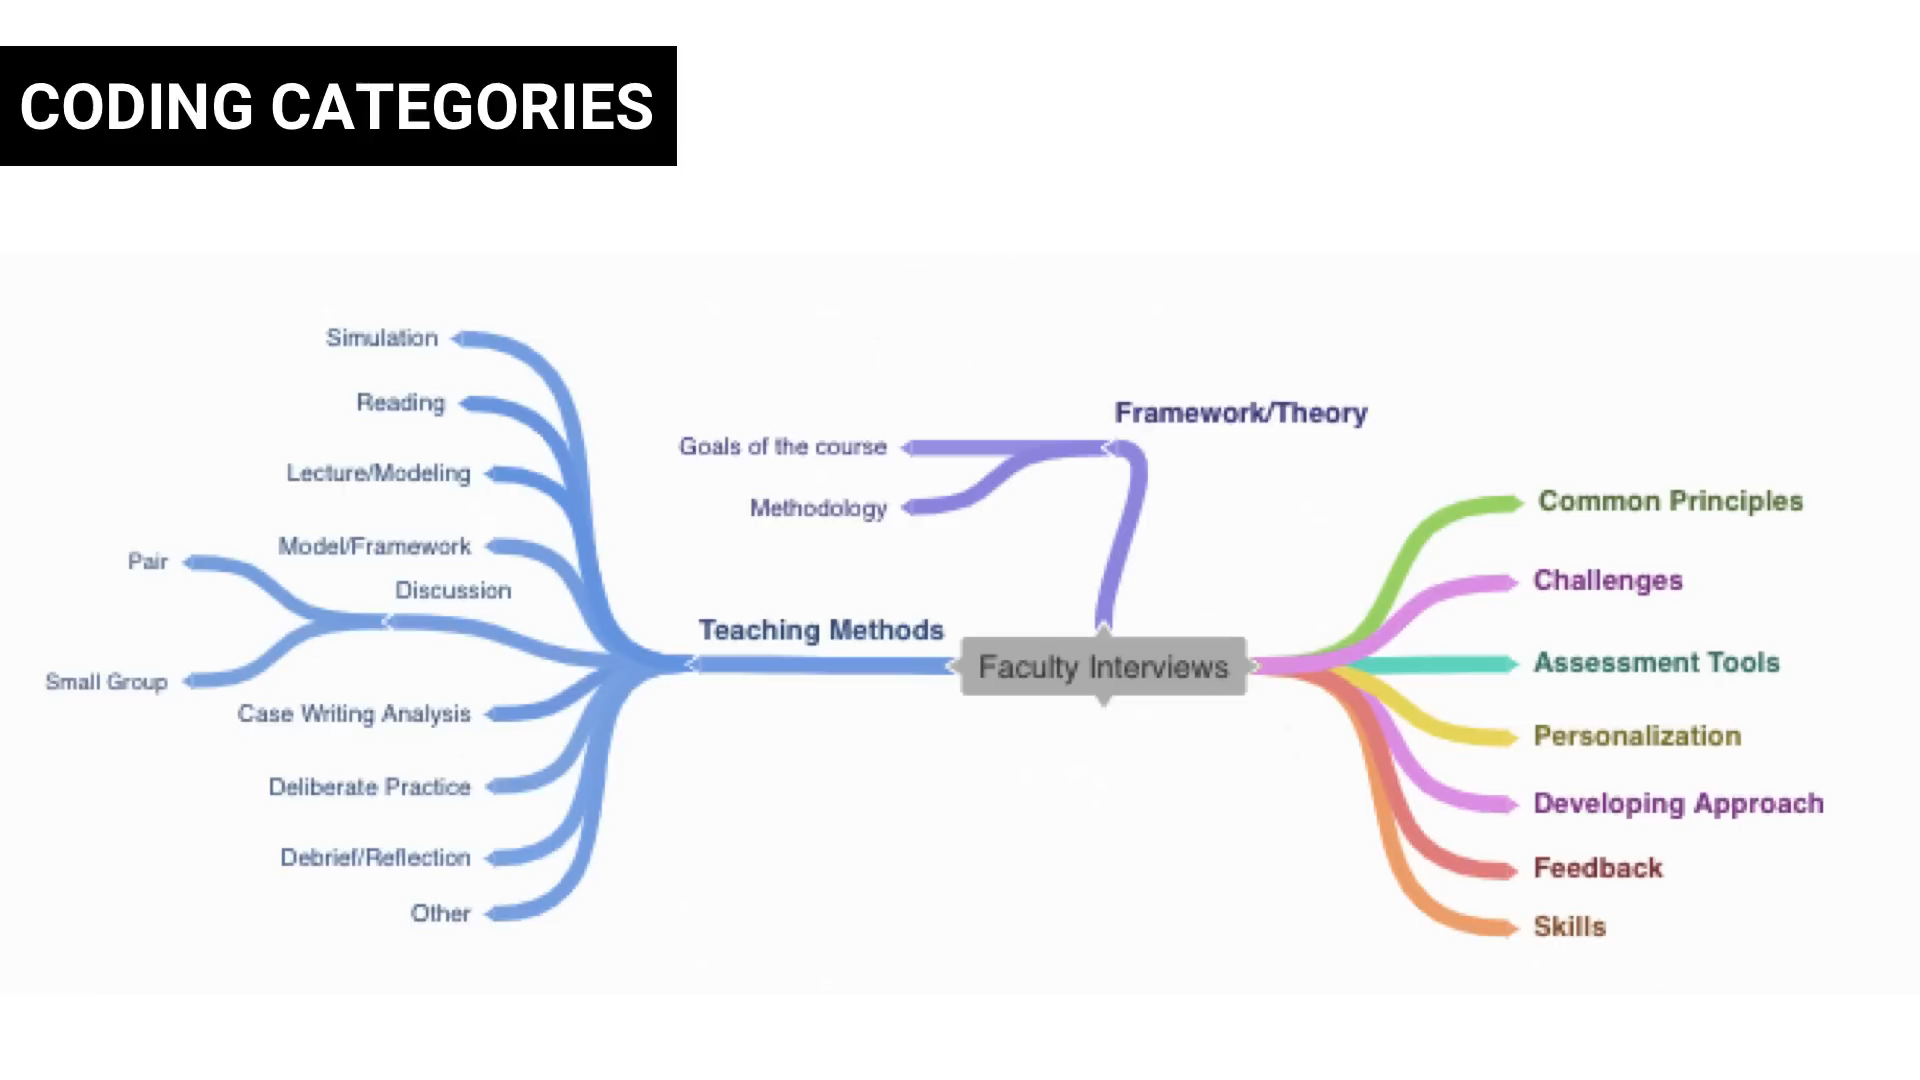 CODING CATEGORIES
Simulation
Reading
Lecture/Modeling
Model/Framework
Discussion
Pair
Small Group
Case Writing Analysis
Deliberate Practice
Debrief/Reflection
Other
Teaching Methods
Goals of the course
Methodology
Framework/Theory
Faculty Interviews
Common Principles
Challenges
Assessment Tools
Personalization
Developing Approach
Feedback
Skills